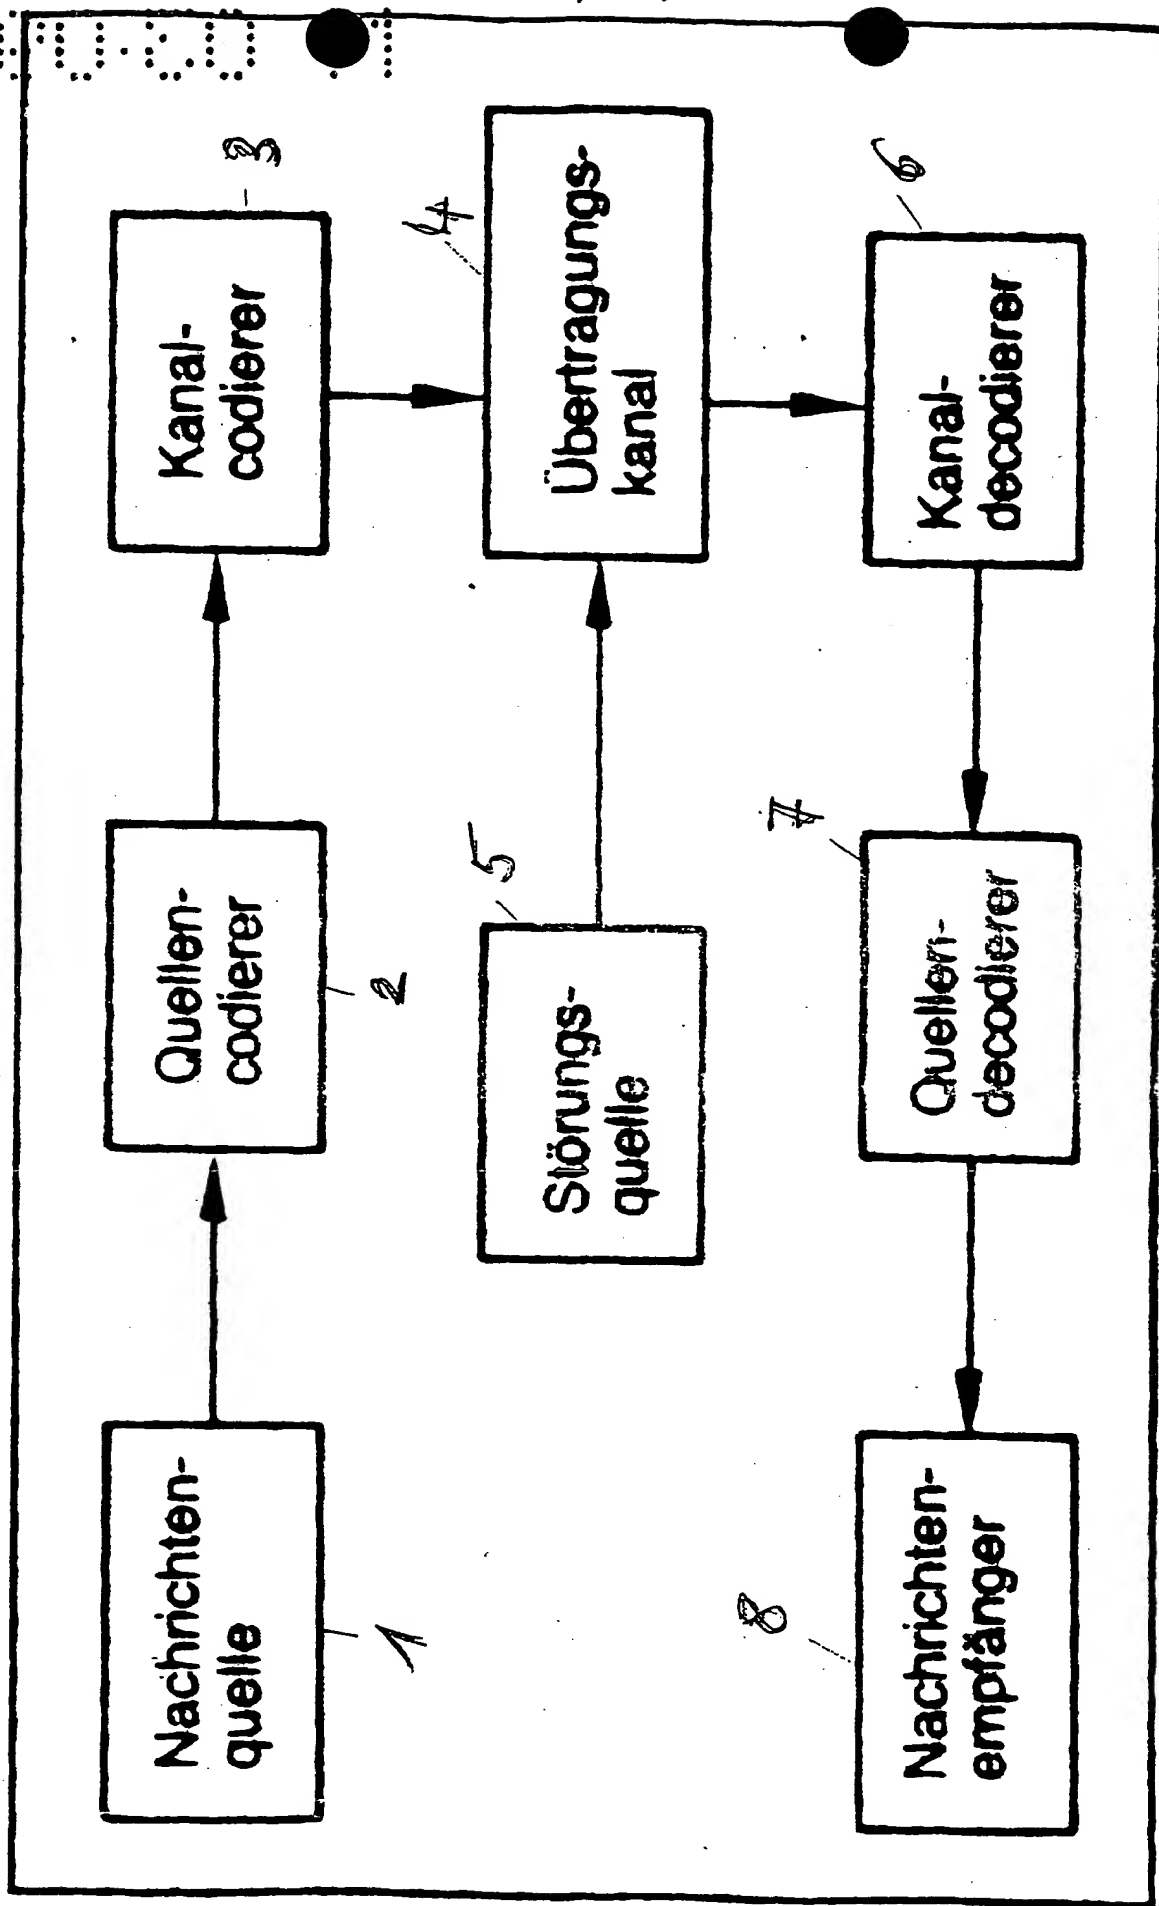 Nachrichten-
quelle
1
Quellen-
codierer
2
Kanal-
codierer
3
Übertragungs-
kanal
4
Störungs-
quelle
5
Kanal-
decodierer
6
Quellen-
decodierer
7
Nachrichten-
empfänger
8